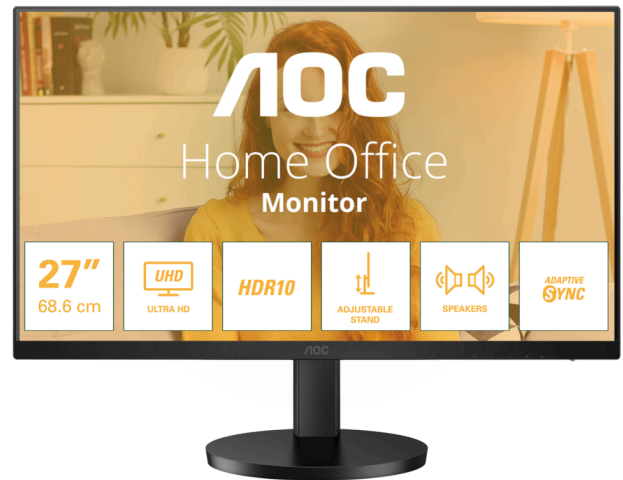 AOC
Home Office
Monitor
27"
68.6 cm
UHD
ULTRA HD
HDR10
ADJUSTABLE
STAND
SPEAKERS
ADAPTIVE
SYNC
AOC